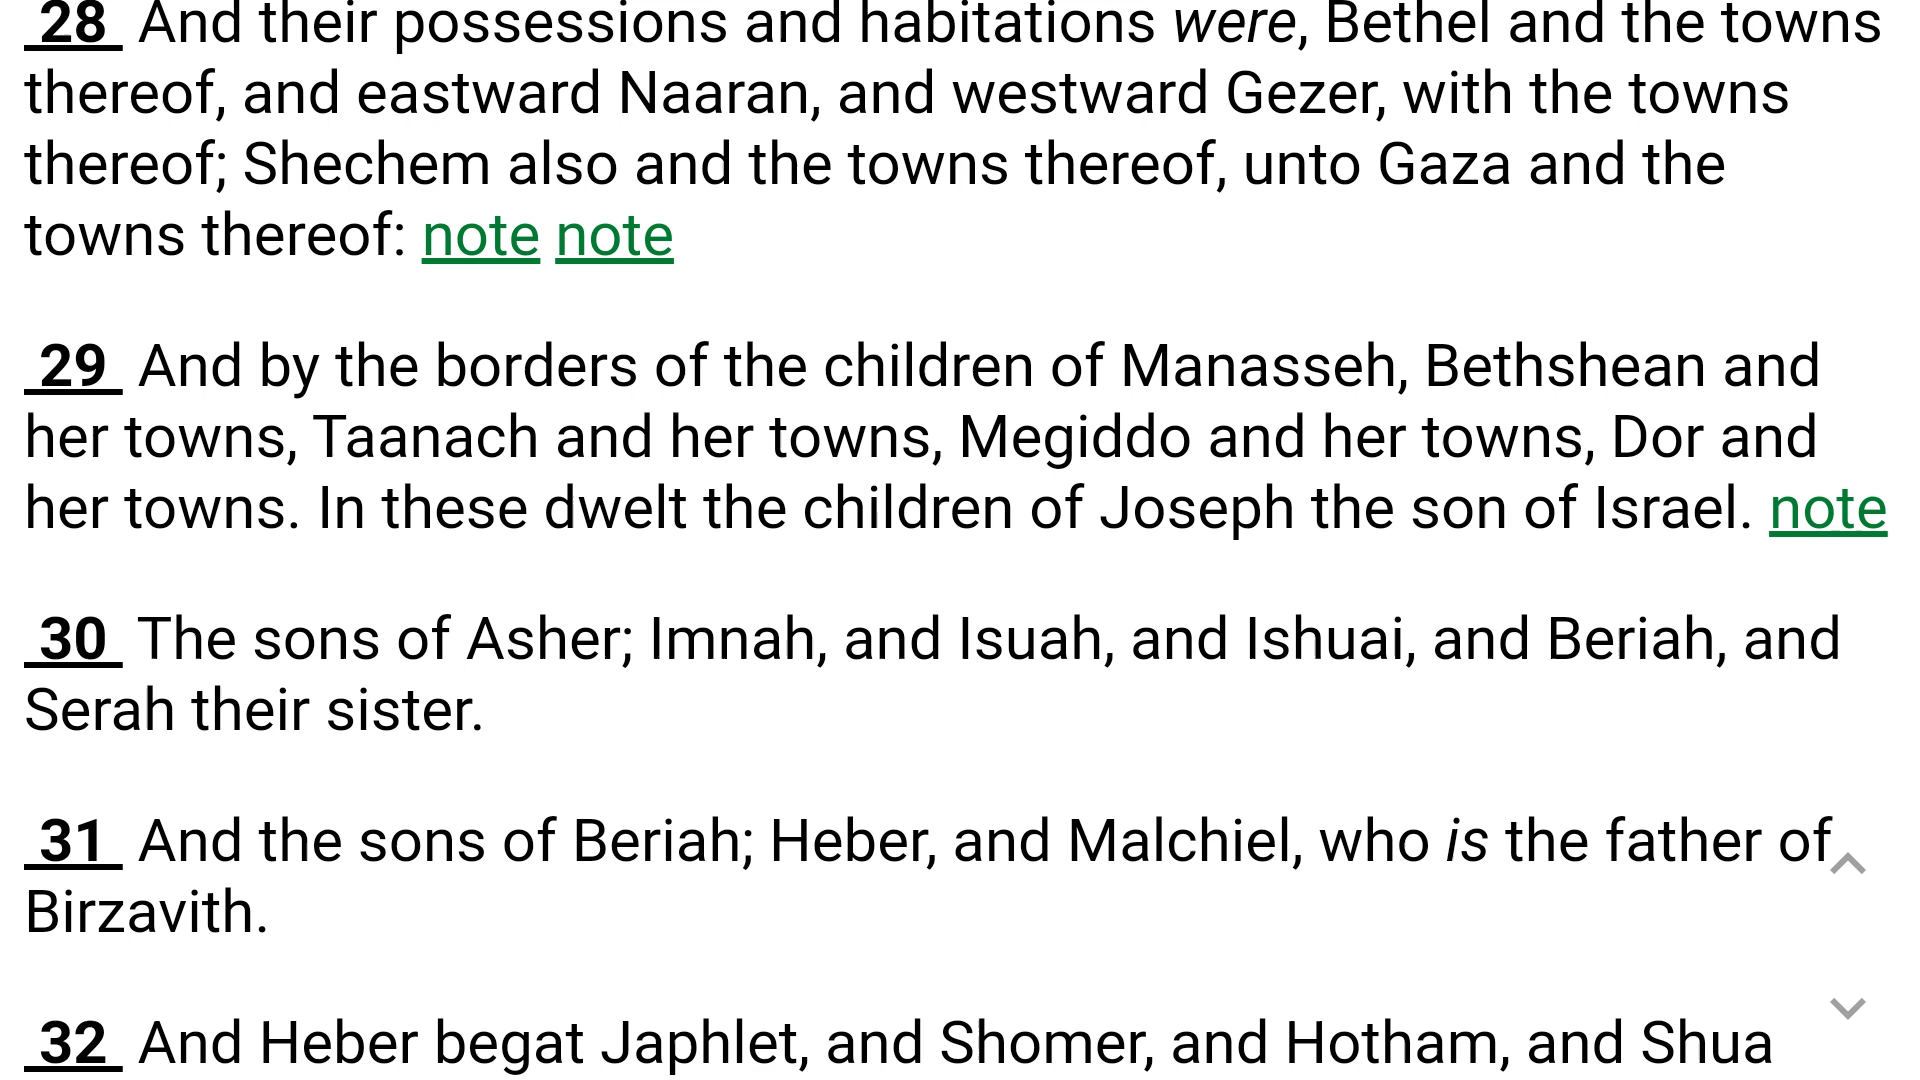 28 And their possessions and habitations were, Bethel and the towns
thereof, and eastward Naaran, and westward Gezer, with the towns
thereof; Shechem also and the towns thereof, unto Gaza and the
towns thereof: note note
29 And by the borders of the children of Manasseh, Bethshean and
her towns, Taanach and her towns, Megiddo and her towns, Dor and
her towns. In these dwelt the children of Joseph the son of Israel. note
30 The sons of Asher; Imnah, and Isuah, and Ishuai, and Beriah, and
Serah their sister.
31 And the sons of Beriah; Heber, and Malchiel, who is the father of
Birzavith.
32 And Heber begat Japhlet, and Shomer, and Hotham, and Shua